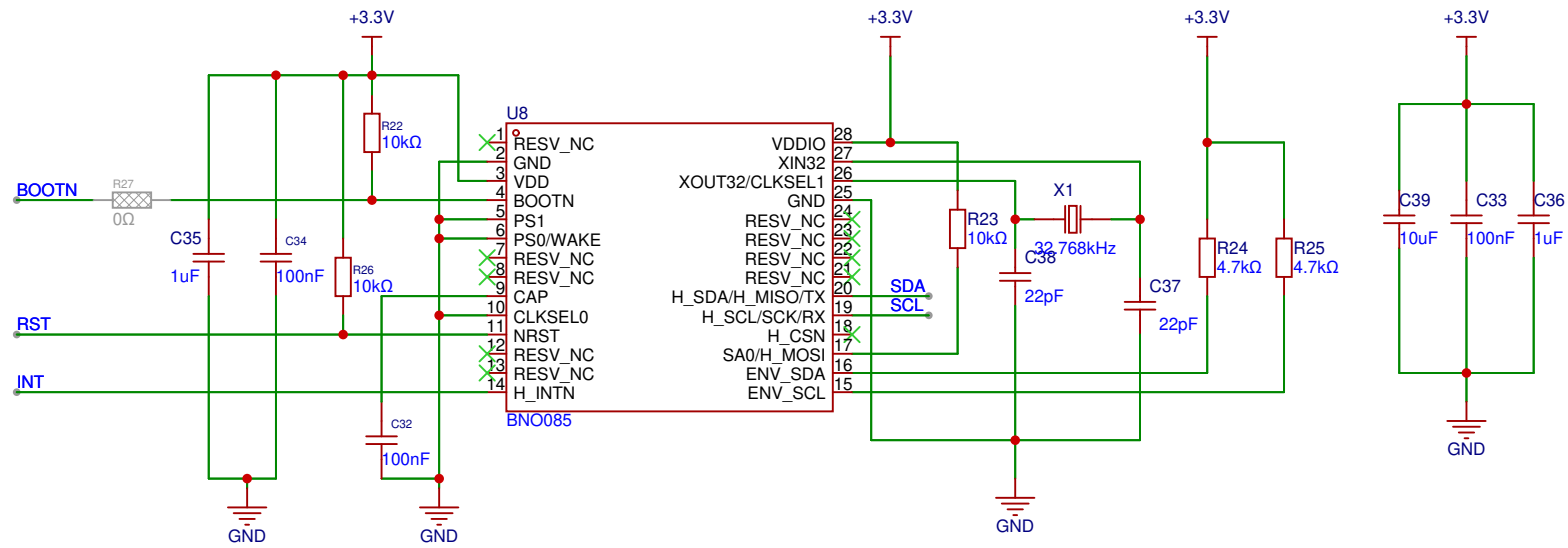 +3.3V
+3.3V
+3.3V
+3.3V
U8
R22
10kΩ
1
RESV_NC
2
GND
3
VDD
4
BOOTN
5
PS1
6
PS0/WAKE
7
RESV_NC
8
RESV_NC
9
CAP
10
CLKSEL0
11
NRST
12
RESV_NC
13
RESV_NC
14
H_INTN
28
VDDIO
27
XIN32
26
XOUT32/CLKSEL1
25
GND
24
RESV_NC
23
RESV_NC
22
RESV_NC
21
RESV_NC
20
H_SDA/H_MISO/TX
19
H_SCL/SCK/RX
18
H_CSN
17
SA0/H_MOSI
16
ENV_SDA
15
ENV_SCL
BNO085
BOOTN
R27
0Ω
C35
1uF
C34
100nF
R26
10kΩ
RST
INT
C32
100nF
GND
GND
SDA
SCL
R23
10kΩ
X1
32.768kHz
C38
22pF
C37
22pF
GND
R24
4.7kΩ
R25
4.7kΩ
C39
10uF
C33
100nF
C36
1uF
GND